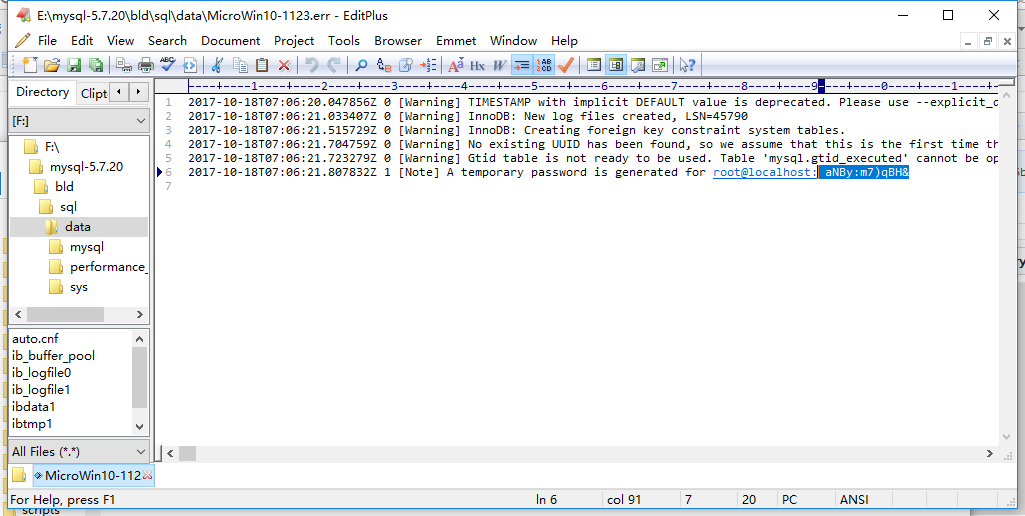 E:\mysql-5.7.20\bld\sql\data\MicroWin10-1123.err - EditPlus
File Edit View Search Document Project Tools Browser Emmet Window Help
Directory Clipt
[F:]
F:\
mysql-5.7.20
bld
sql
data
mysql
performance_
sys
auto.cnf
ib_buffer_pool
ib_logfile0
ib_logfile1
ibdata1
ibtmp1
All Files (*.*)
----+----1----+----2----+----3----+----4----+----5----+----6----+----7----+----8----+----9----+----0----+----1----+--
1 2017-10-18T07:06:20.047856Z 0 [Warning] TIMESTAMP with implicit DEFAULT value is deprecated. Please use --explicit_d
2 2017-10-18T07:06:21.033407Z 0 [Warning] InnoDB: New log files created, LSN=45790
3 2017-10-18T07:06:21.515729Z 0 [Warning] InnoDB: Creating foreign key constraint system tables.
4 2017-10-18T07:06:21.704759Z 0 [Warning] No existing UUID has been found, so we assume that this is the first time th
5 2017-10-18T07:06:21.723279Z 0 [Warning] Gtid table is not ready to be used. Table 'mysql.gtid_executed' cannot be op
6 2017-10-18T07:06:21.807832Z 1 [Note] A temporary password is generated for root@localhost: aNBy:m7)qBH&
7
MicroWin10-112
For Help, press F1 ln 6 col 91 7 20 PC ANSI
scripts